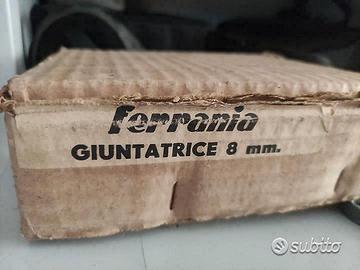 Ferrania
GIUNTATRICE 8 mm.
subito